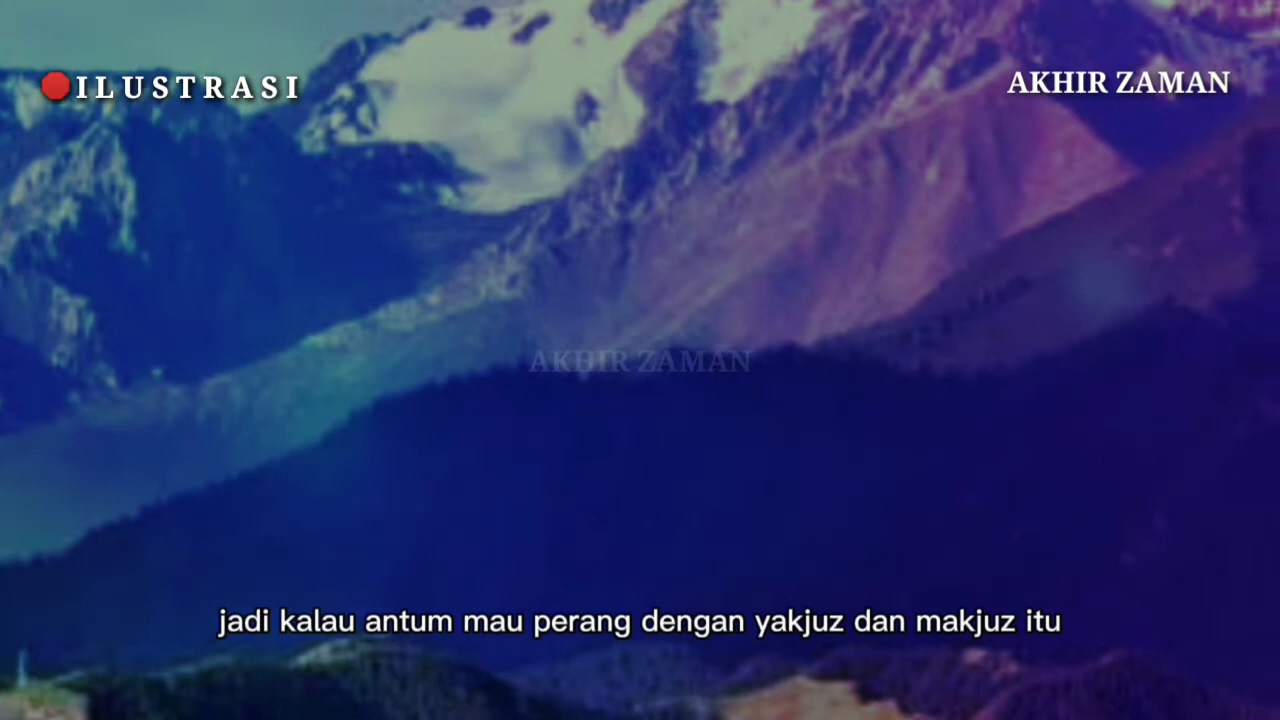 ILUSTRASI
AKHIR ZAMAN
AKHIR ZAMAN
jadi kalau antum mau perang dengan yakjuz dan makjuz itu